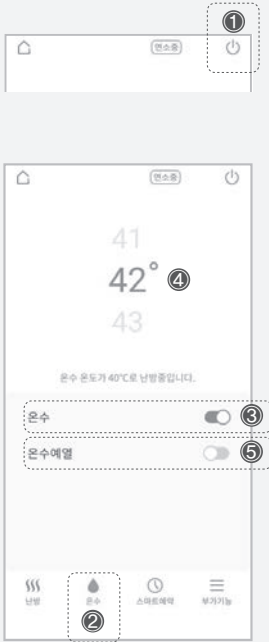 ①
연소중
연소중
41
42° ④
43
온수 온도가 40℃로 난방중입니다.
온수 ③
온수예열 ⑤
난방 온수 스마트예약 부가기능
②